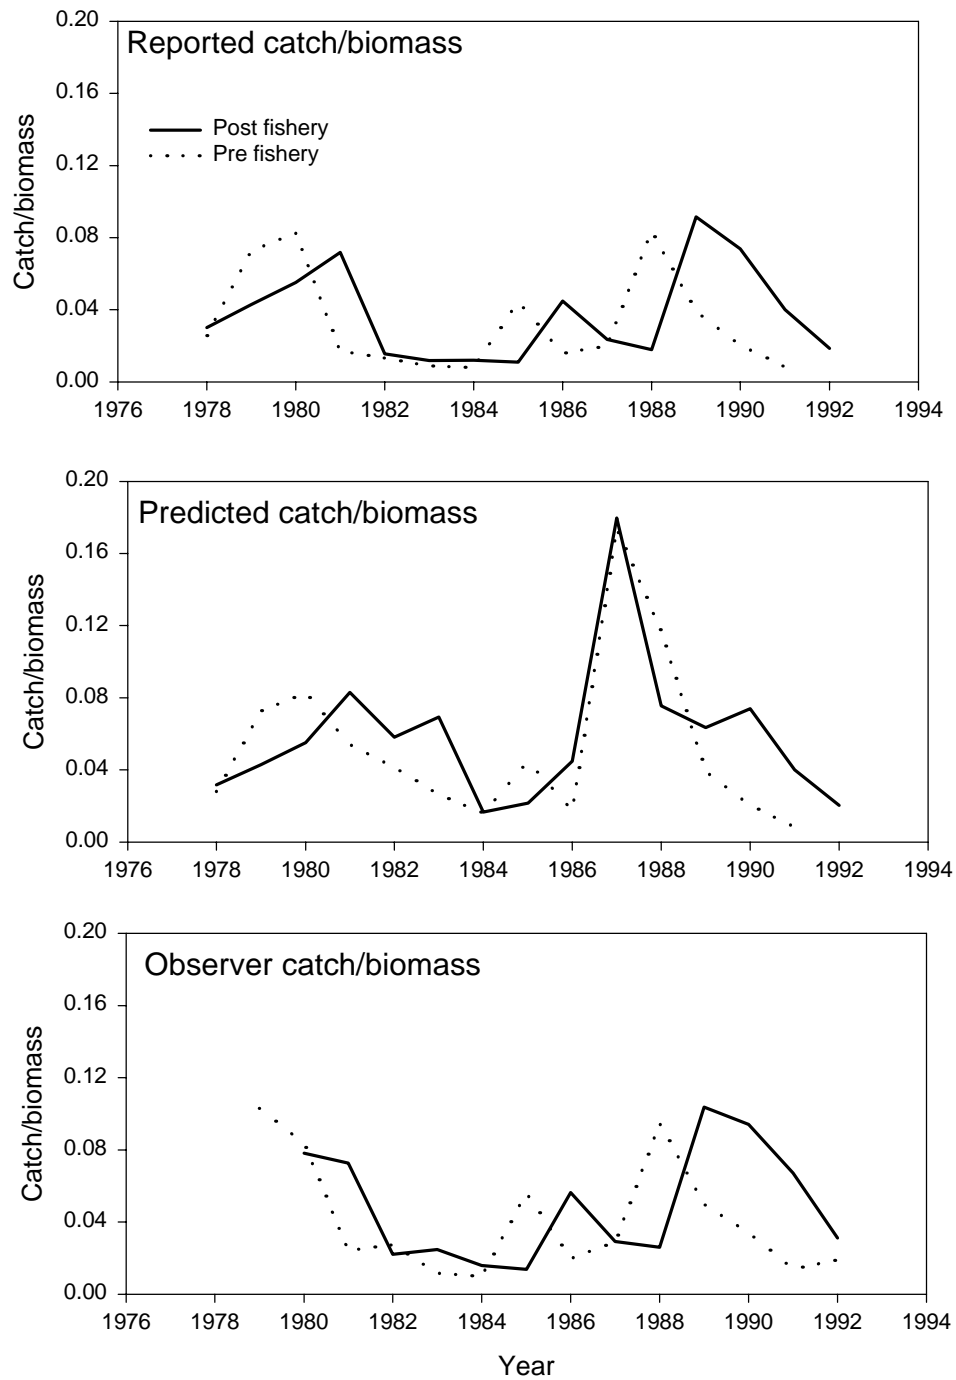 0.20
Reported catch/biomass
0.16
Post fishery
Pre fishery
0.12
Catch/biomass
0.08
0.04
0.00
1976 1978 1980 1982 1984 1986 1988 1990 1992 1994
0.20
Predicted catch/biomass
0.16
0.12
Catch/biomass
0.08
0.04
0.00
1976 1978 1980 1982 1984 1986 1988 1990 1992 1994
0.20
Observer catch/biomass
0.16
0.12
Catch/biomass
0.08
0.04
0.00
1976 1978 1980 1982 1984 1986 1988 1990 1992 1994
Year